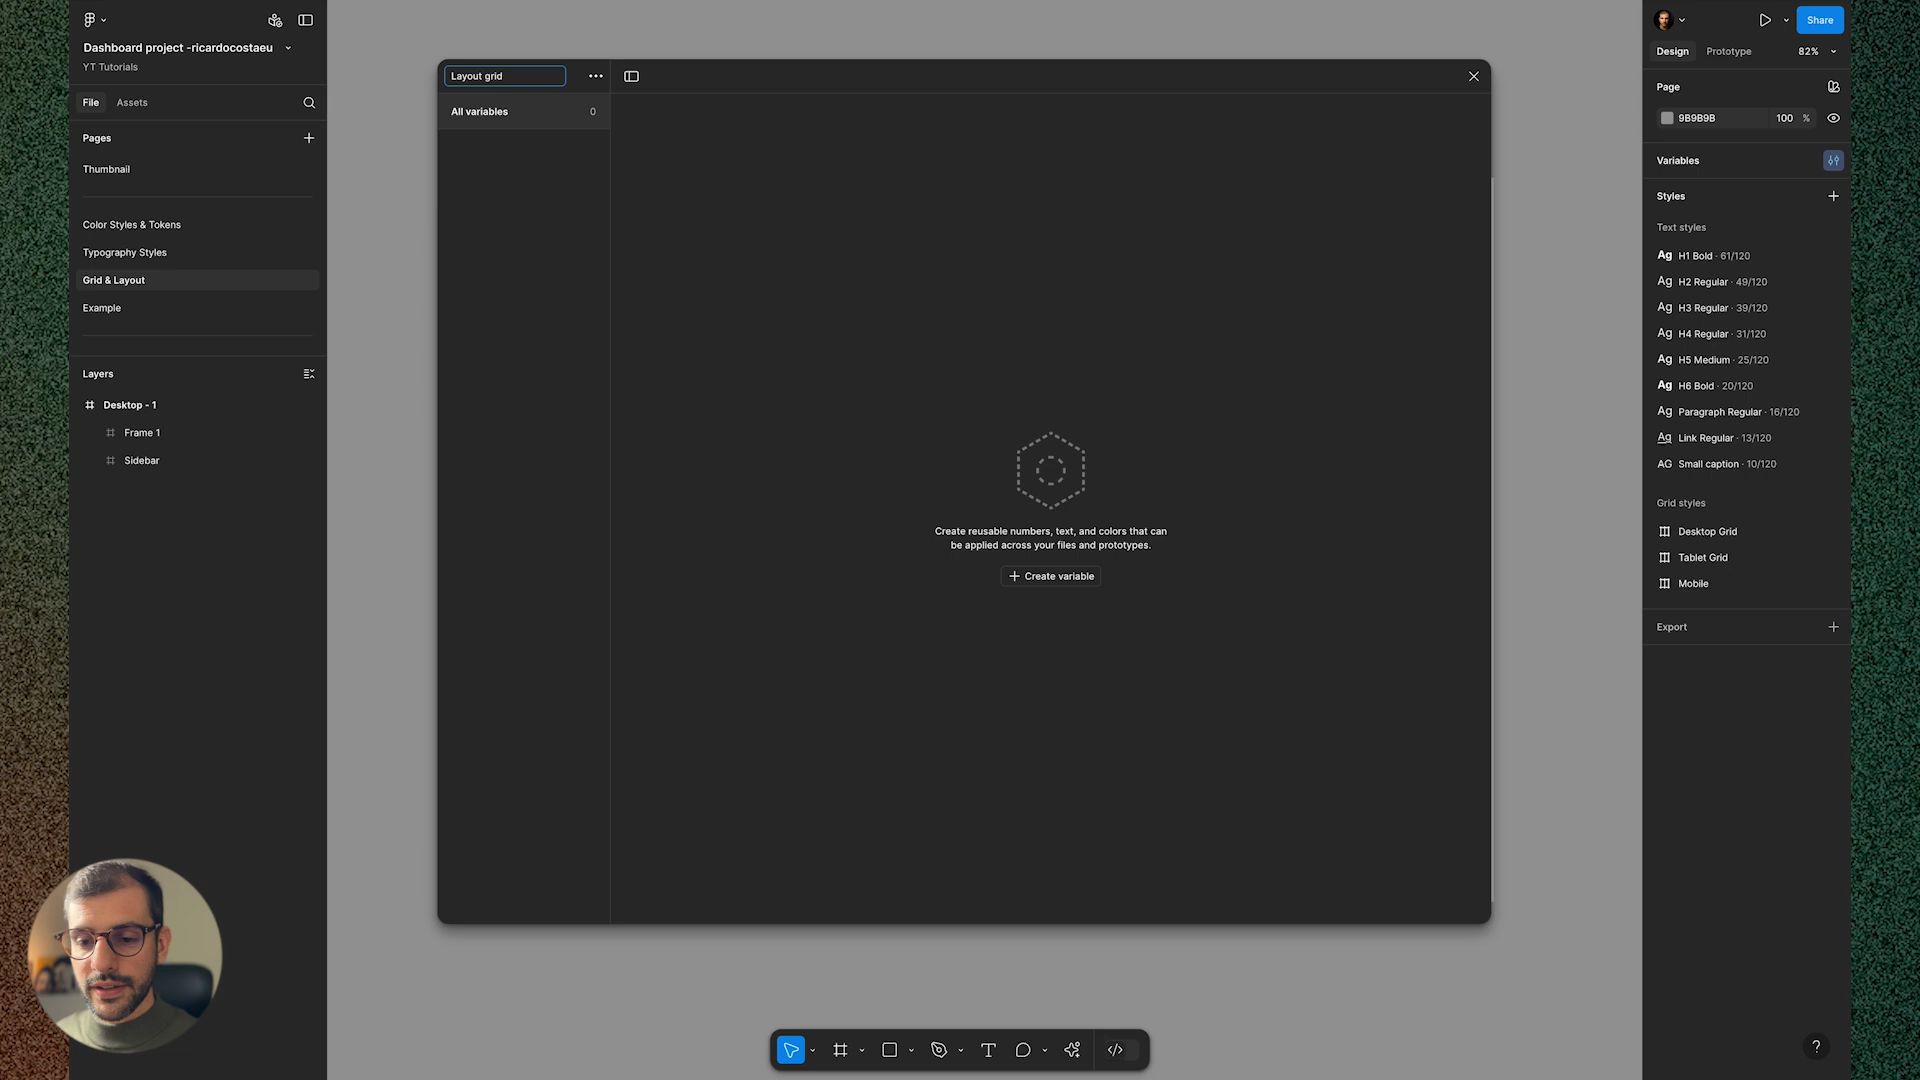 Dashboard project -ricardocostaeu
YT Tutorials
File
Assets
Pages
Thumbnail
Color Styles & Tokens
Typography Styles
Grid & Layout
Example
Layers
Desktop - 1
Frame 1
Sidebar
Layout grid
All variables
0
Create reusable numbers, text, and colors that can
be applied across your files and prototypes.
Create variable
Share
Design
Prototype
82%
Page
9B9B9B
100
%
Variables
Styles
Text styles
Ag H1 Bold · 61/120
Ag H2 Regular · 49/120
Ag H3 Regular · 39/120
Ag H4 Regular · 31/120
Ag H5 Medium · 25/120
Ag H6 Bold · 20/120
Ag Paragraph Regular · 16/120
Ag Link Regular · 13/120
AG Small caption · 10/120
Grid styles
Desktop Grid
Tablet Grid
Mobile
Export
?